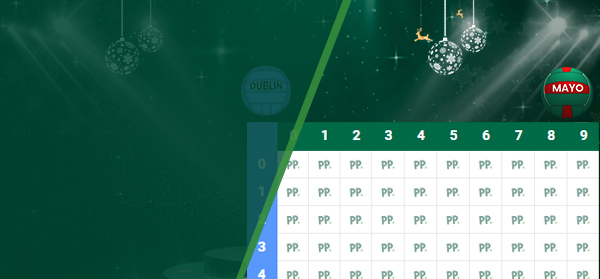 DUBLIN
MAYO
0 1 2 3 4 5 6 7 8 9
0 PP. PP. PP. PP. PP. PP. PP. PP. PP. PP.
1 PP. PP. PP. PP. PP. PP. PP. PP. PP. PP.
PP. PP. PP. PP. PP. PP. PP. PP. PP. PP.
3 PP. PP. PP. PP. PP. PP. PP. PP. PP. PP.
4 PP. PP. PP. PP. PP. PP. PP. PP. PP. PP.